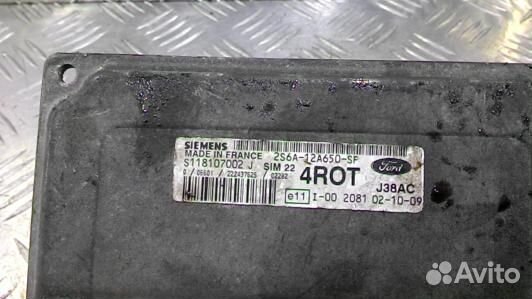 SIEMENS
MADE IN FRANCE 2S6A-12A650-SF
S118107002 J SIM 22 4ROT Ford
J38AC
e11 I-00 2081 02-10-09
Avito